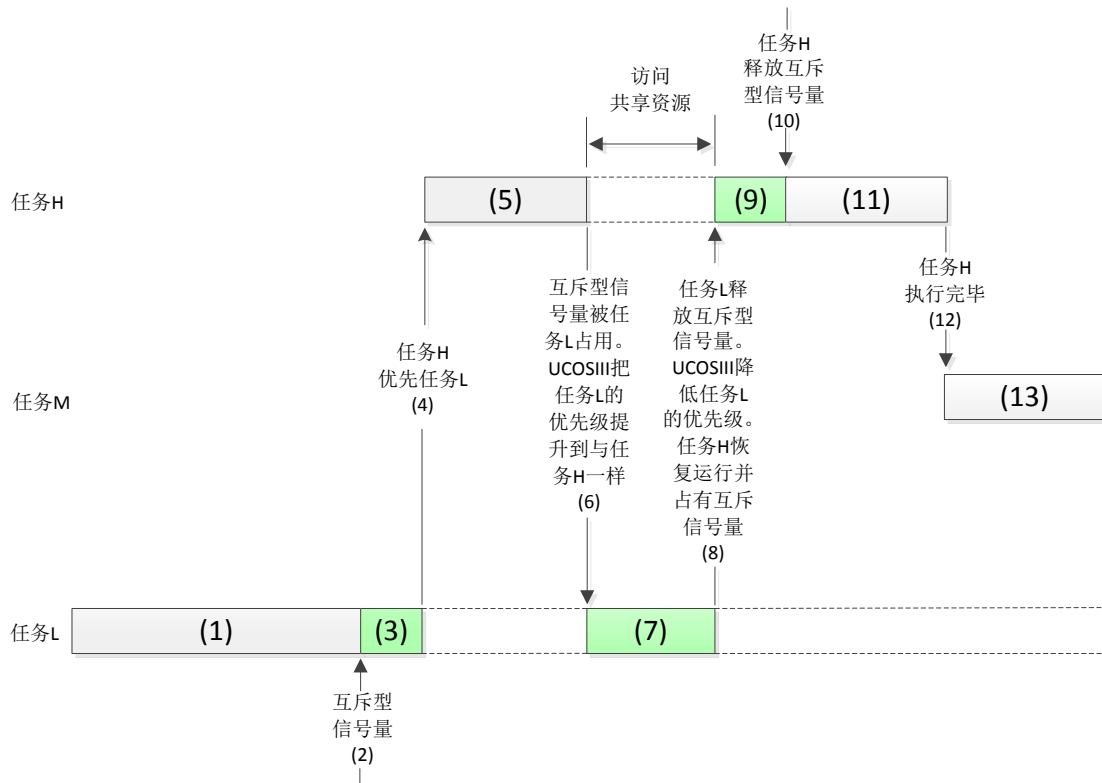 任务H
释放互斥
型信号量
(10)
访问
共享资源
任务H
(5)
(9)
(11)
任务H
执行完毕
(12)
互斥型信
号量被任
务L占用。
UCOSIII把
任务L的
优先级提
升到与任
务H一样
(6)
任务L释
放互斥型
信号量。
UCOSIII降
低任务L
的优先级。
任务H恢
复运行并
占有互斥
信号量
(8)
任务H
优先任务L
(4)
任务M
(13)
任务L
(1)
(3)
(7)
互斥型
信号量
(2)